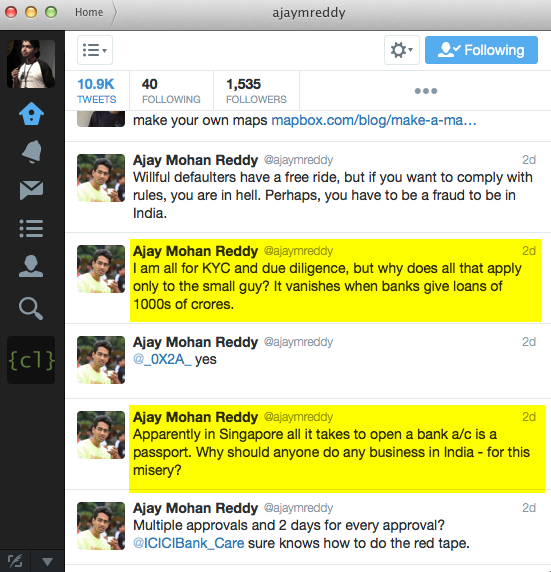 Home
ajaymreddy
Following
10.9K
TWEETS
40
FOLLOWING
1,535
FOLLOWERS
make your own maps mapbox.com/blog/make-a-ma…
Ajay Mohan Reddy @ajaymreddy 2d
Willful defaulters have a free ride, but if you want to comply with
rules, you are in hell. Perhaps, you have to be a fraud to be in
India.
Ajay Mohan Reddy @ajaymreddy 2d
I am all for KYC and due diligence, but why does all that apply
only to the small guy? It vanishes when banks give loans of
1000s of crores.
Ajay Mohan Reddy @ajaymreddy 2d
@_0X2A_ yes
{cl}
Ajay Mohan Reddy @ajaymreddy 2d
Apparently in Singapore all it takes to open a bank a/c is a
passport. Why should anyone do any business in India - for this
misery?
Ajay Mohan Reddy @ajaymreddy 2d
Multiple approvals and 2 days for every approval?
@ICICIBank_Care sure knows how to do the red tape.